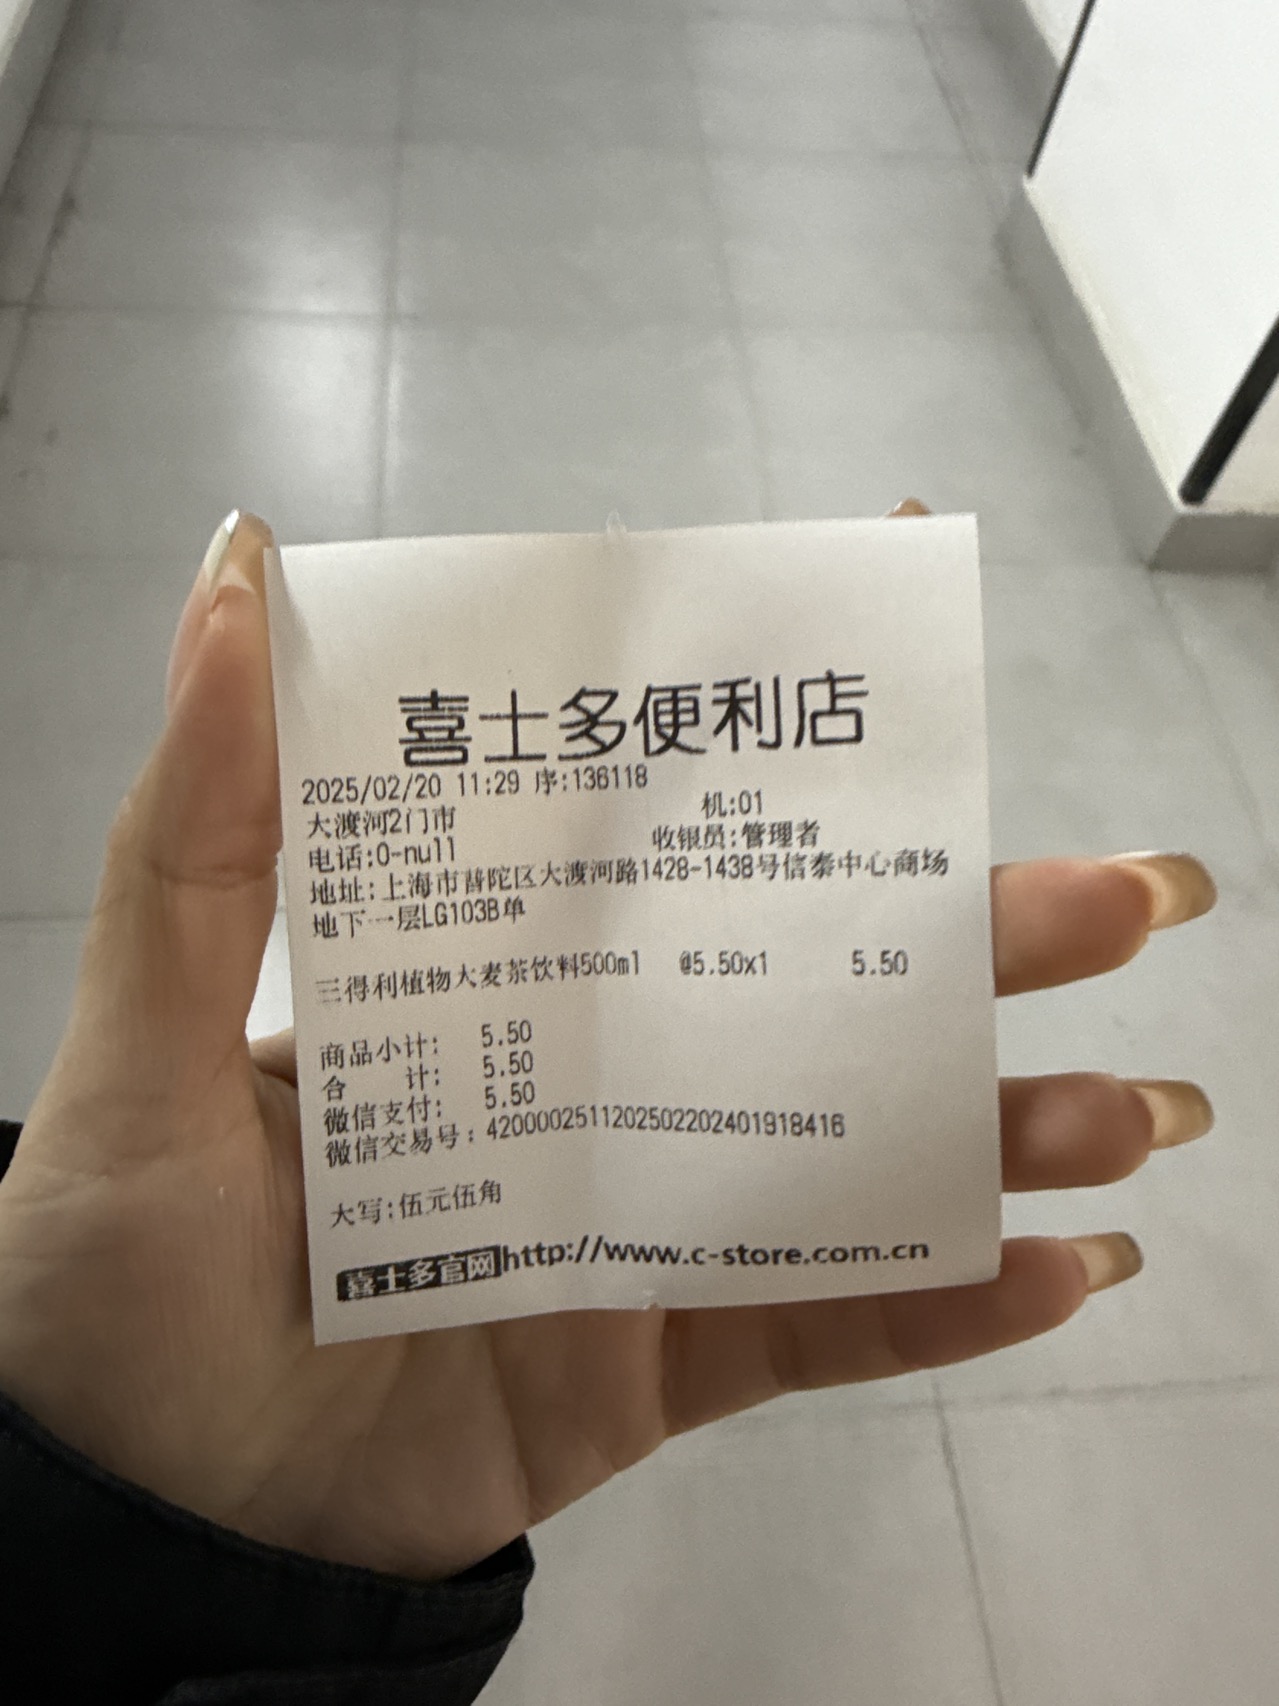 喜士多便利店
2025/02/20 11:29 序:136118
大渡河2门市 机:01
电话:0-null 收银员:管理者
地址:上海市普陀区大渡河路1428-1438号信泰中心商场
地下一层LG103B单
三得利植物大麦茶饮料500ml @5.50x1 5.50
商品小计: 5.50
合 计: 5.50
微信支付: 5.50
微信交易号:4200002511202502202401918416
大写:伍元伍角
喜士多官网http://www.c-store.com.cn